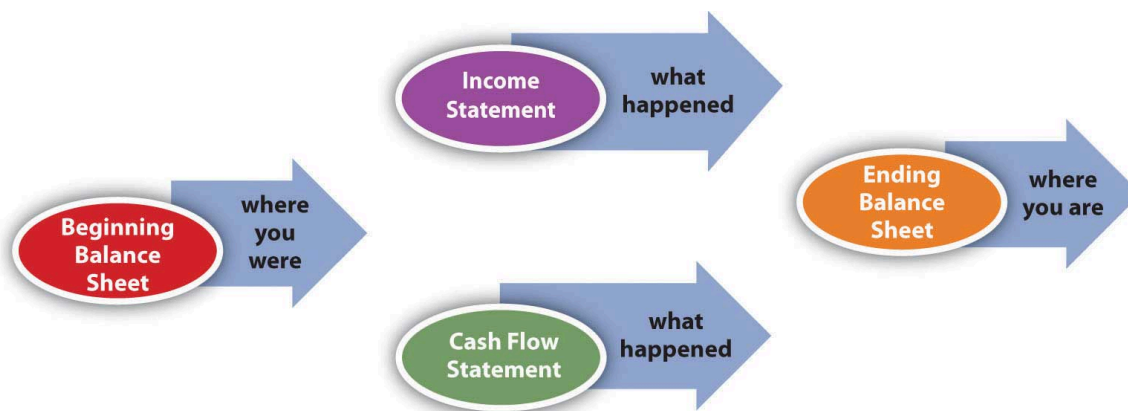 Income
Statement
what
happened
Beginning
Balance
Sheet
where
you
were
Ending
Balance
Sheet
where
you are
Cash Flow
Statement
what
happened